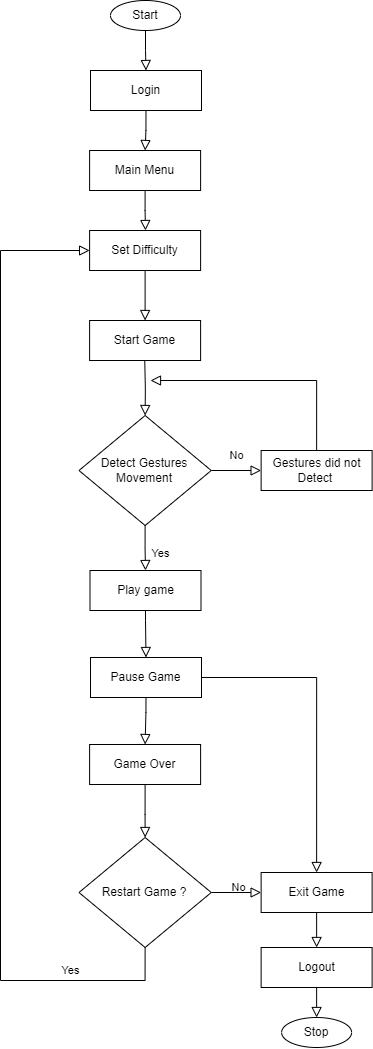 Start
Login
Main Menu
Set Difficulty
Start Game
Detect Gestures
Movement
No
Gestures did not
Detect
Yes
Play game
Pause Game
Game Over
Restart Game ?
No
Exit Game
Yes
Logout
Stop